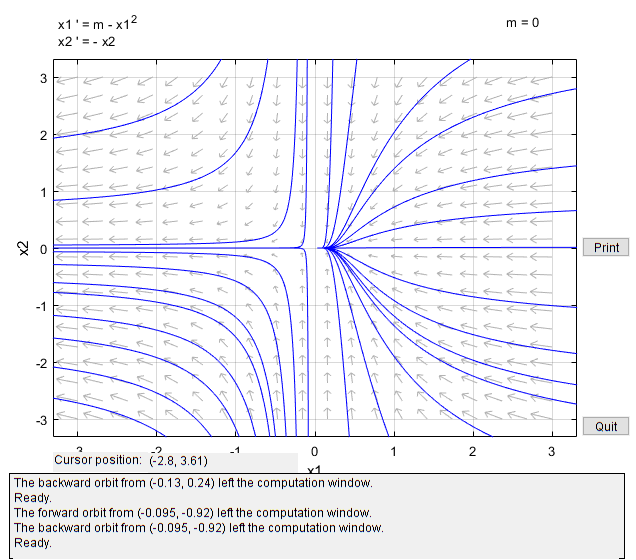 x1 ' = m - x1²
m = 0
x2 ' = - x2
3
2
1
0
-1
-2
-3
x2
Print
Quit
-3 -2 -1 0 1 2 3
x1
Cursor position: (-2.8, 3.61)
The backward orbit from (-0.13, 0.24) left the computation window.
Ready.
The forward orbit from (-0.095, -0.92) left the computation window.
The backward orbit from (-0.095, -0.92) left the computation window.
Ready.